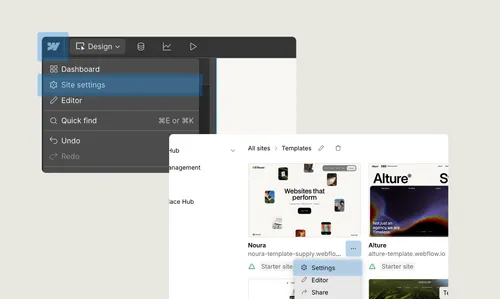 Design
Dashboard
Site settings
Editor
Quick find
⌘E or ⌘K
Undo
Redo
Hub
anagement
lace Hub
All sites
Templates
Websites that
perform
Noura
noura-template-supply.webflow...
Starter site
Alture®
Not just an
agency we are
Timeless
Alture
alture-template.webflow.io
Starter site
Settings
Editor
Share